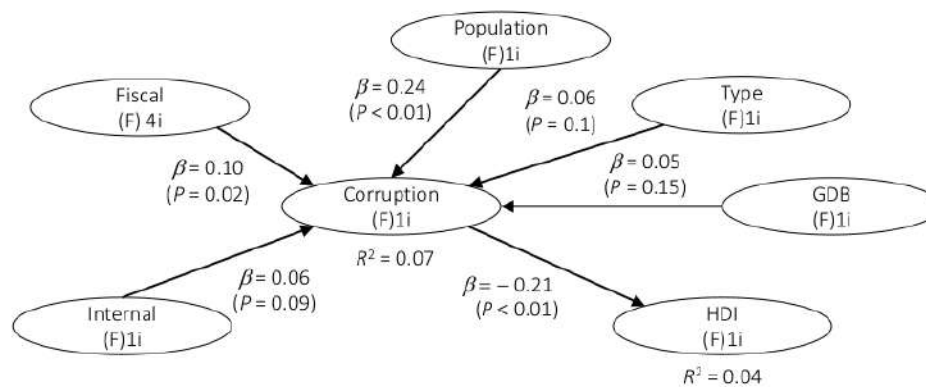 Population
(F)1i
Fiscal
(F) 4i
β = 0.24
(P < 0.01)
β = 0.06
(P = 0.1)
Type
(F)1i
β = 0.10
(P = 0.02)
β = 0.05
(P = 0.15)
Corruption
(F)1i
GDB
(F)1i
R² = 0.07
β = 0.06
(P = 0.09)
β = – 0.21
(P < 0.01)
Internal
(F)1i
HDI
(F)1i
R² = 0.04